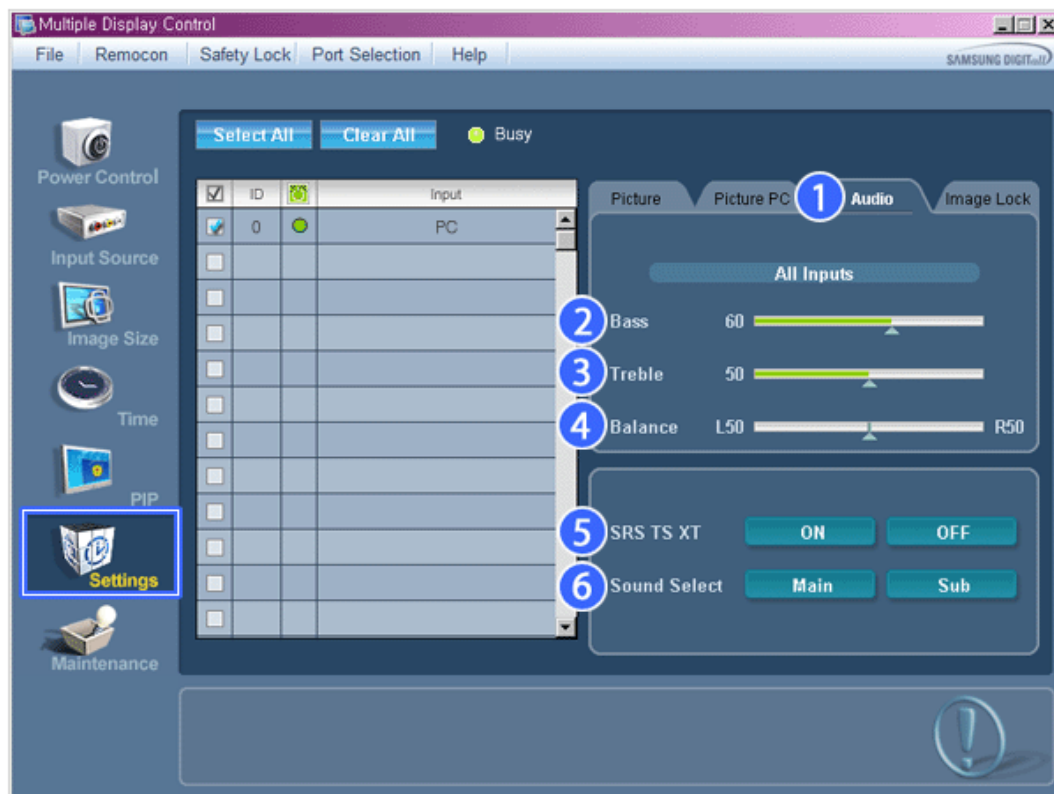 Multiple Display Control
File Remocon Safety Lock Port Selection Help
SAMSUNG DIGITall
Select All Clear All Busy
Power Control
Input Source
Image Size
Time
PIP
Settings
Maintenance
ID Input
0 PC
Picture Picture PC 1 Audio Image Lock
All Inputs
2 Bass 60
3 Treble 50
4 Balance L50 R50
5 SRS TS XT ON OFF
6 Sound Select Main Sub